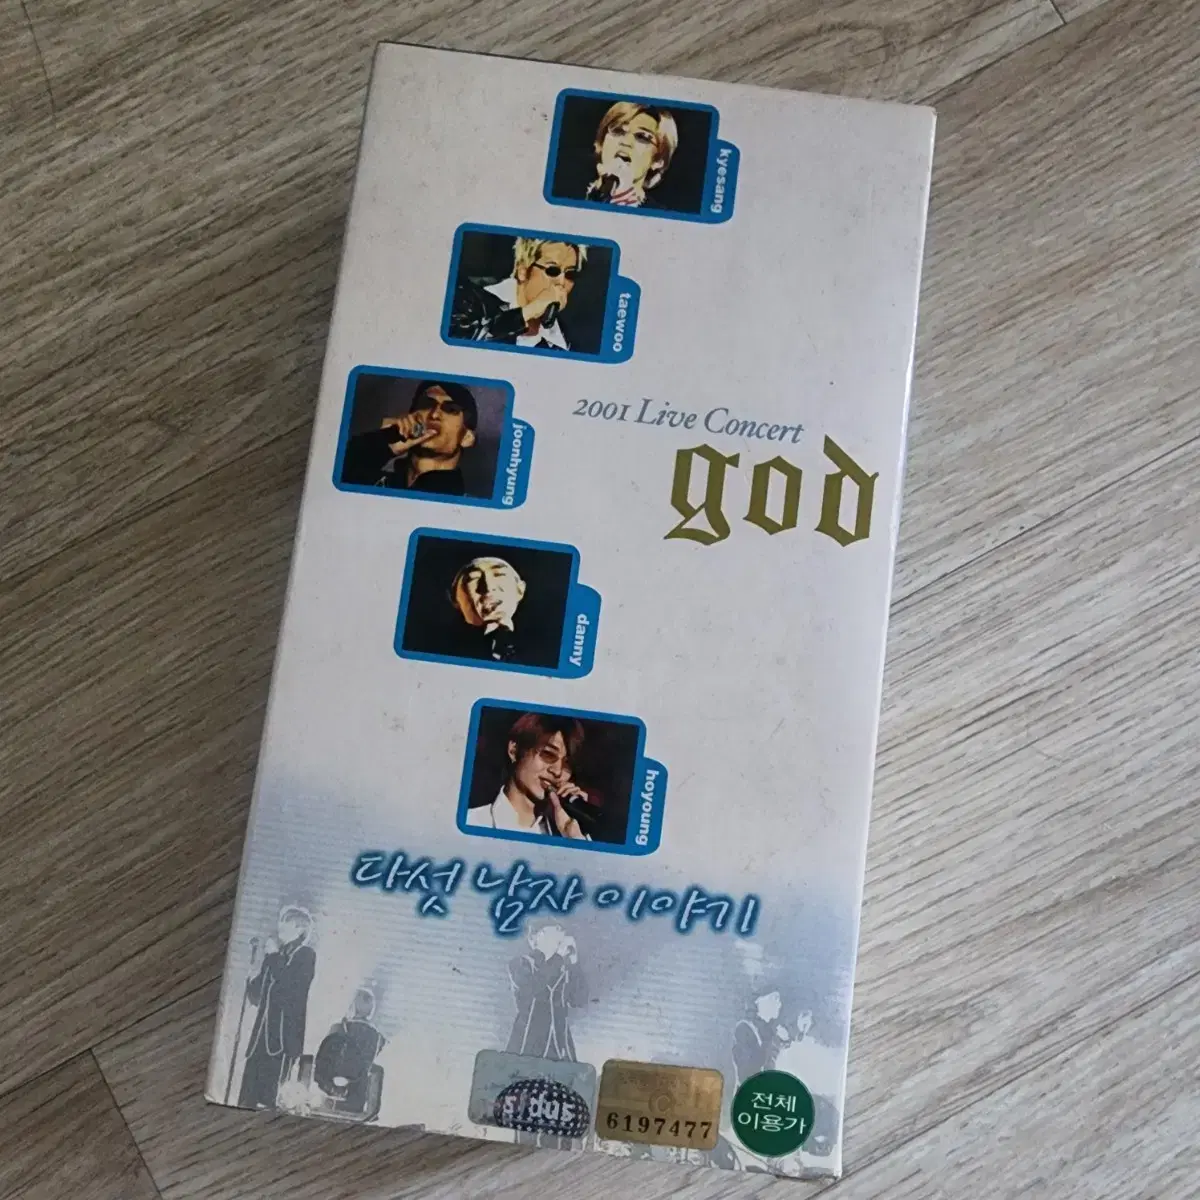 kyesang
taewoo
2001 Live Concert
god
joonhyung
danny
hoyoung
다섯 남자 이야기
sidus
6197477
전체
이용가